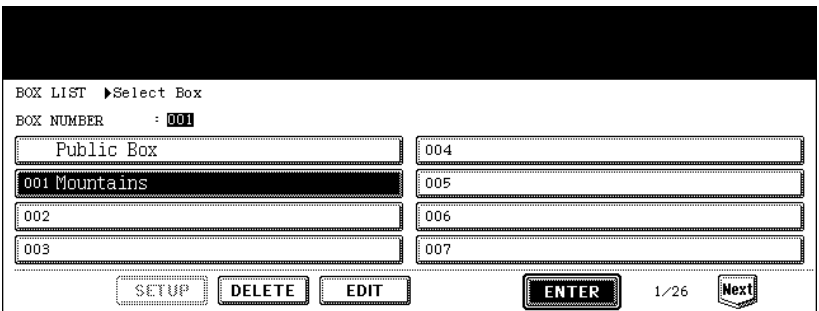 BOX LIST ▶Select Box
BOX NUMBER : 001
Public Box
004
001 Mountains
005
002
006
003
007
SETUP DELETE EDIT ENTER 1/26 Next